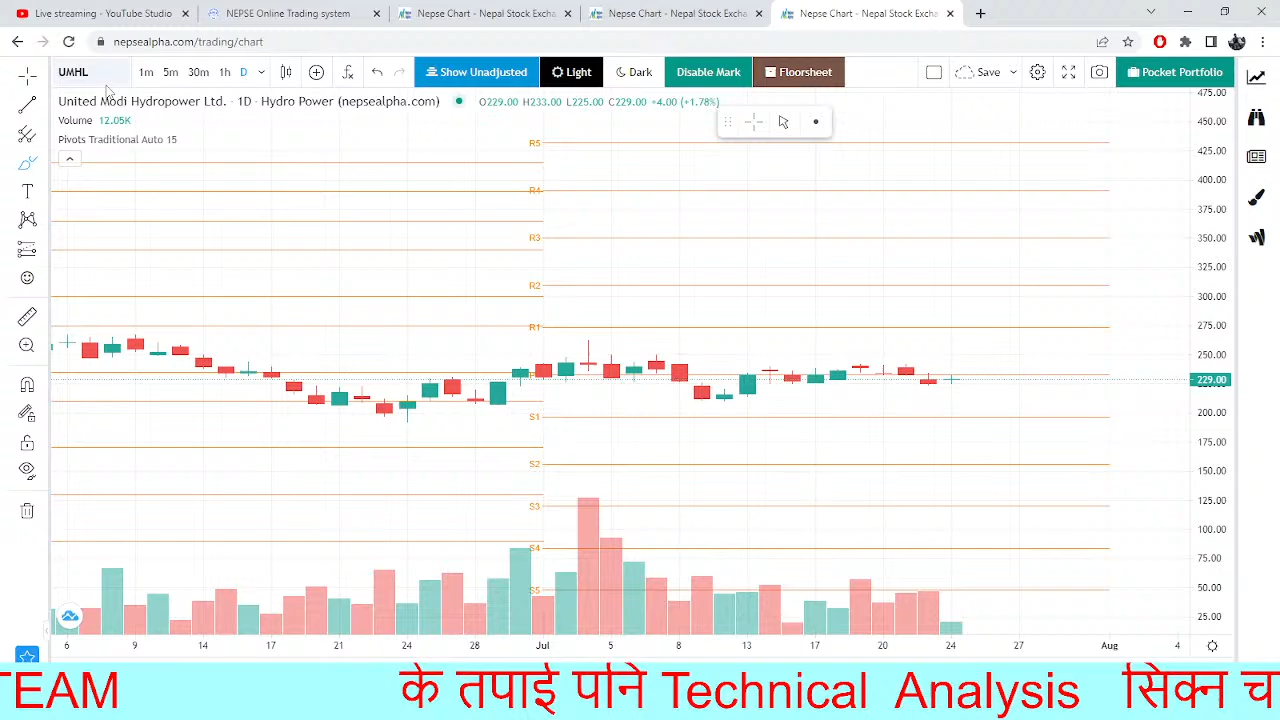 Live streami - YouTube Studio
NEPSE Online Trading system
Nepse Chart - Nepal Stock Excha
Nepse Chart - Nepal Stock Excha
Nepse Chart - Nepal Stock Excha
nepsealpha.com/trading/chart
UMHL 1m 5m 30m 1h D Show Unadjusted Light Dark Disable Mark Floorsheet Save Pocket Portfolio
United Modi Hydropower Ltd. · 1D · Hydro Power (nepsealpha.com) O229.00 H233.00 L225.00 C229.00 +4.00 (+1.78%)
Volume 12.05K
Pivots Traditional Auto 15
R5
R4
R3
R2
R1
S1
S2
S3
S4
S5
475.00
450.00
425.00
400.00
375.00
350.00
325.00
300.00
275.00
250.00
229.00
200.00
175.00
150.00
125.00
100.00
75.00
50.00
25.00
6 9 14 16 21 24 28 Jul 5 8 13 17 20 24 27 Aug 4
TEAM के तपाई पनि Technical Analysis सिक्न च